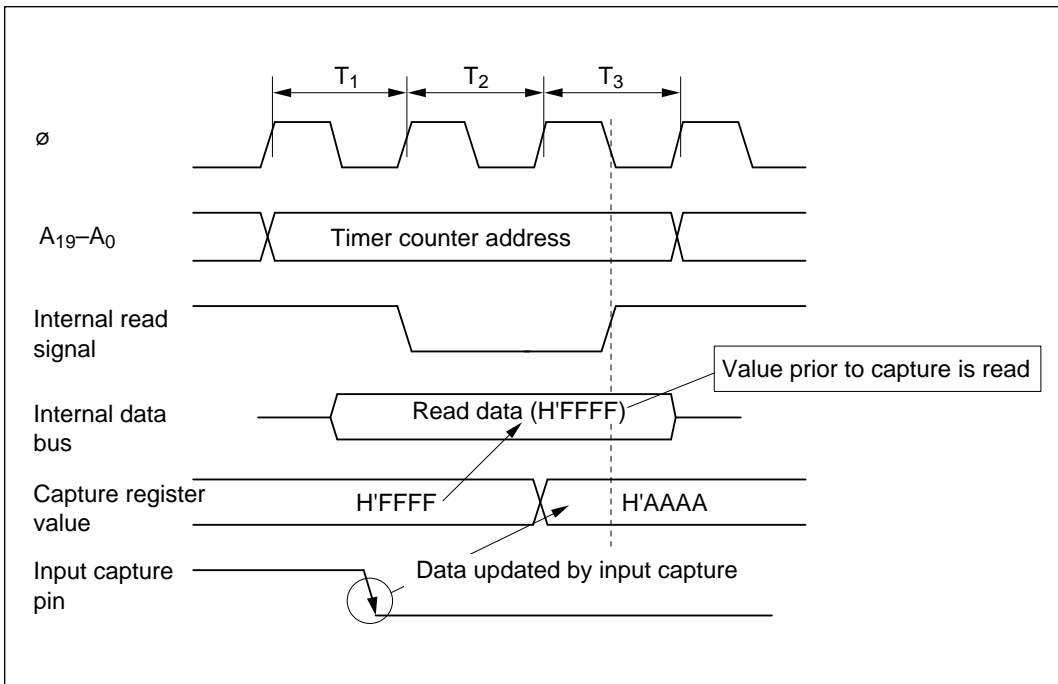 T₁ T₂ T₃
ø
A₁₉–A₀
Timer counter address
Internal read
signal
Value prior to capture is read
Internal data
bus
Read data (H'FFFF)
Capture register
value
H'FFFF
H'AAAA
Input capture
pin
Data updated by input capture